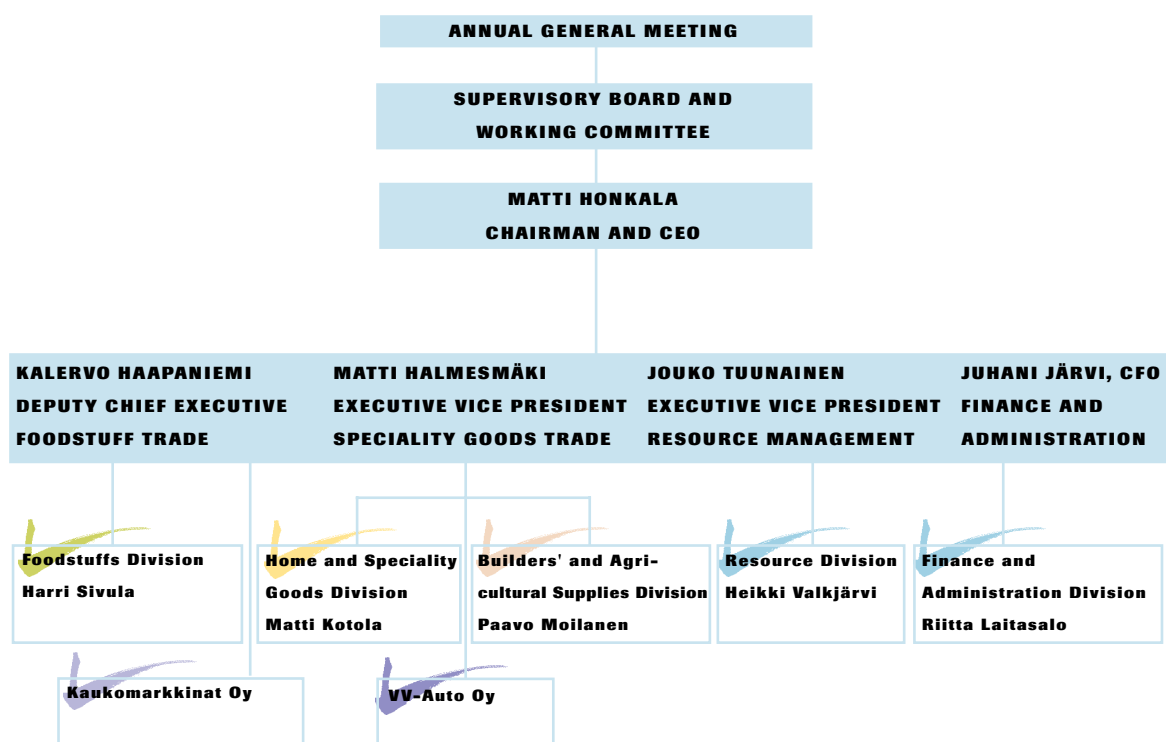 ANNUAL GENERAL MEETING
SUPERVISORY BOARD AND
WORKING COMMITTEE
MATTI HONKALA
CHAIRMAN AND CEO
KALERVO HAAPANIEMI
DEPUTY CHIEF EXECUTIVE
FOODSTUFF TRADE
MATTI HALMESMÄKI
EXECUTIVE VICE PRESIDENT
SPECIALITY GOODS TRADE
JOUKO TUUNAINEN
EXECUTIVE VICE PRESIDENT
RESOURCE MANAGEMENT
JUHANI JÄRVI, CFO
FINANCE AND
ADMINISTRATION
Foodstuffs Division
Harri Sivula
Home and Speciality
Goods Division
Matti Kotola
Builders' and Agri-
cultural Supplies Division
Paavo Moilanen
Resource Division
Heikki Valkjärvi
Finance and
Administration Division
Riitta Laitasalo
Kaukomarkkinat Oy
VV-Auto Oy